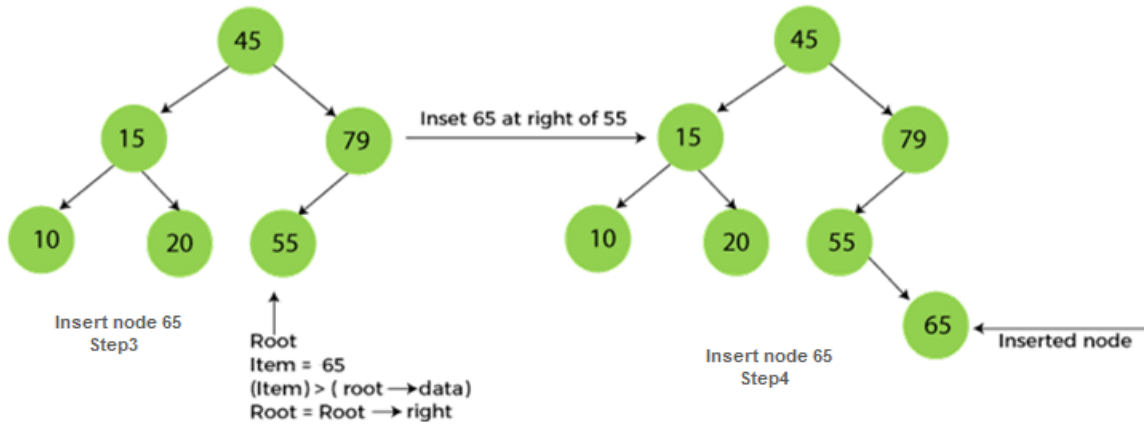 45
15
79
10
20
55
Insert node 65
Step3
Root
Item = 65
(Item) > ( root → data)
Root = Root → right
Inset 65 at right of 55
45
15
79
10
20
55
65
Inserted node
Insert node 65
Step4